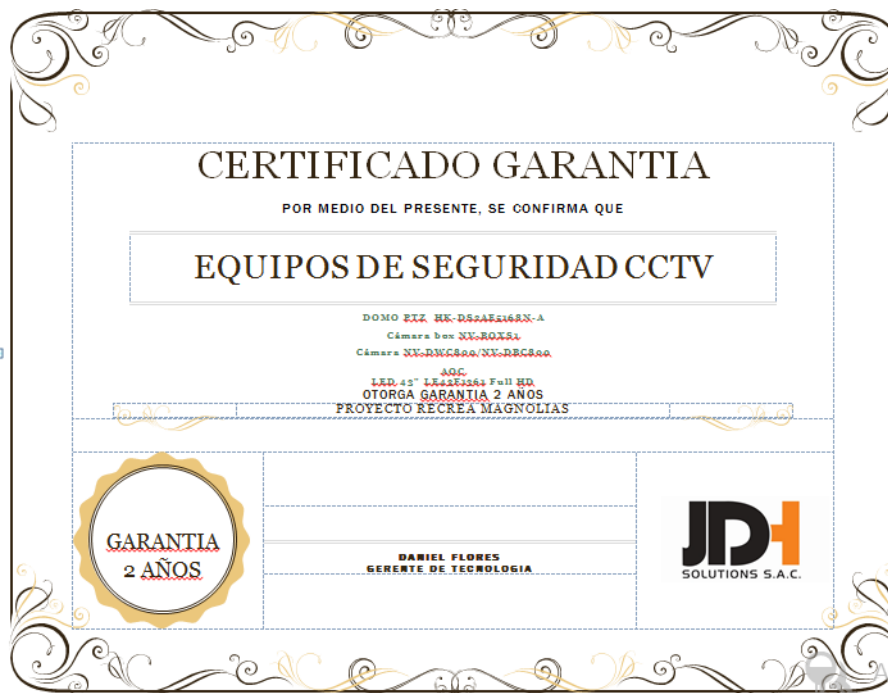 CERTIFICADO GARANTIA
POR MEDIO DEL PRESENTE, SE CONFIRMA QUE
EQUIPOS DE SEGURIDAD CCTV
DOMO PTZ HK-DS2AE5168N-A
Cámara box NV-BOXS1
Cámara NV-DWC800/NV-DBC800
AOC
LED 43" LE43F1361 Full HD
OTORGA GARANTIA 2 AÑOS
PROYECTO RECREA MAGNOLIAS
GARANTIA
2 AÑOS
DANIEL FLORES
GERENTE DE TECNOLOGIA
JDH
SOLUTIONS S.A.C.